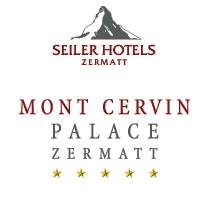 SEILER HOTELS
ZERMATT
MONT CERVIN
PALACE
ZERMATT